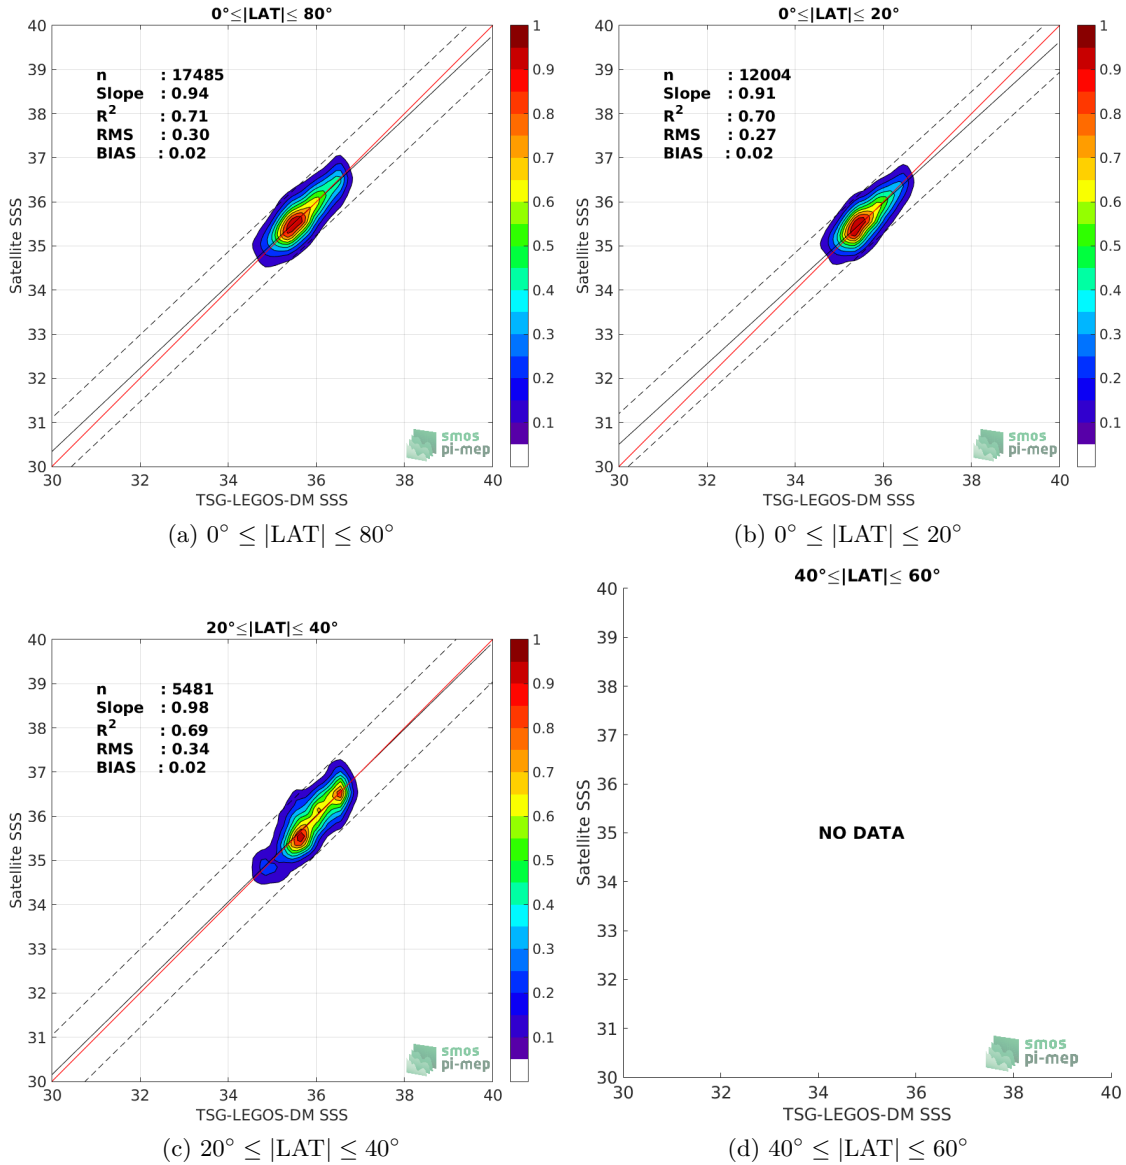 0°≤|LAT|≤ 80°
40
39
38
37
36
35
34
33
32
31
30
Satellite SSS
n : 17485
Slope : 0.94
R2 : 0.71
RMS : 0.30
BIAS : 0.02
smos
pi-mep
30 32 34 36 38 40
TSG-LEGOS-DM SSS
1
0.9
0.8
0.7
0.6
0.5
0.4
0.3
0.2
0.1
(a) 0° ≤ |LAT| ≤ 80°
0°≤|LAT|≤ 20°
40
39
38
37
36
35
34
33
32
31
30
Satellite SSS
n : 12004
Slope : 0.91
R2 : 0.70
RMS : 0.27
BIAS : 0.02
smos
pi-mep
30 32 34 36 38 40
TSG-LEGOS-DM SSS
1
0.9
0.8
0.7
0.6
0.5
0.4
0.3
0.2
0.1
(b) 0° ≤ |LAT| ≤ 20°
20°≤|LAT|≤ 40°
40
39
38
37
36
35
34
33
32
31
30
Satellite SSS
n : 5481
Slope : 0.98
R2 : 0.69
RMS : 0.34
BIAS : 0.02
smos
pi-mep
30 32 34 36 38 40
TSG-LEGOS-DM SSS
1
0.9
0.8
0.7
0.6
0.5
0.4
0.3
0.2
0.1
(c) 20° ≤ |LAT| ≤ 40°
40°≤|LAT|≤ 60°
40
39
38
37
36
35
34
33
32
31
30
Satellite SSS
NO DATA
smos
pi-mep
30 32 34 36 38 40
TSG-LEGOS-DM SSS
(d) 40° ≤ |LAT| ≤ 60°